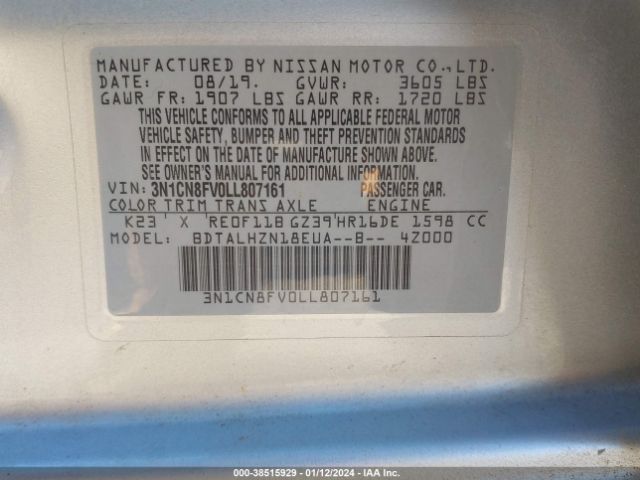 MANUFACTURED BY NISSAN MOTOR CO.,LTD.
DATE: 08/19. GVWR: 3605 LBS
GAWR FR: 1907 LBS GAWR RR: 1720 LBS
THIS VEHICLE CONFORMS TO ALL APPLICABLE FEDERAL MOTOR
VEHICLE SAFETY, BUMPER AND THEFT PREVENTION STANDARDS
IN EFFECT ON THE DATE OF MANUFACTURE SHOWN ABOVE.
SEE OWNER'S MANUAL FOR ADDITIONAL INFORMATION.
VIN: 3N1CN8FV0LL807161 PASSENGER CAR.
COLOR TRIM TRANS AXLE ENGINE
K23 X RE0F11B GZ39 HR16DE 1598 CC
MODEL: BDTALHZN18EUA--B-- 4Z000
3N1CN8FV0LL807161
000-38515929 - 01/12/2024 - IAA Inc.